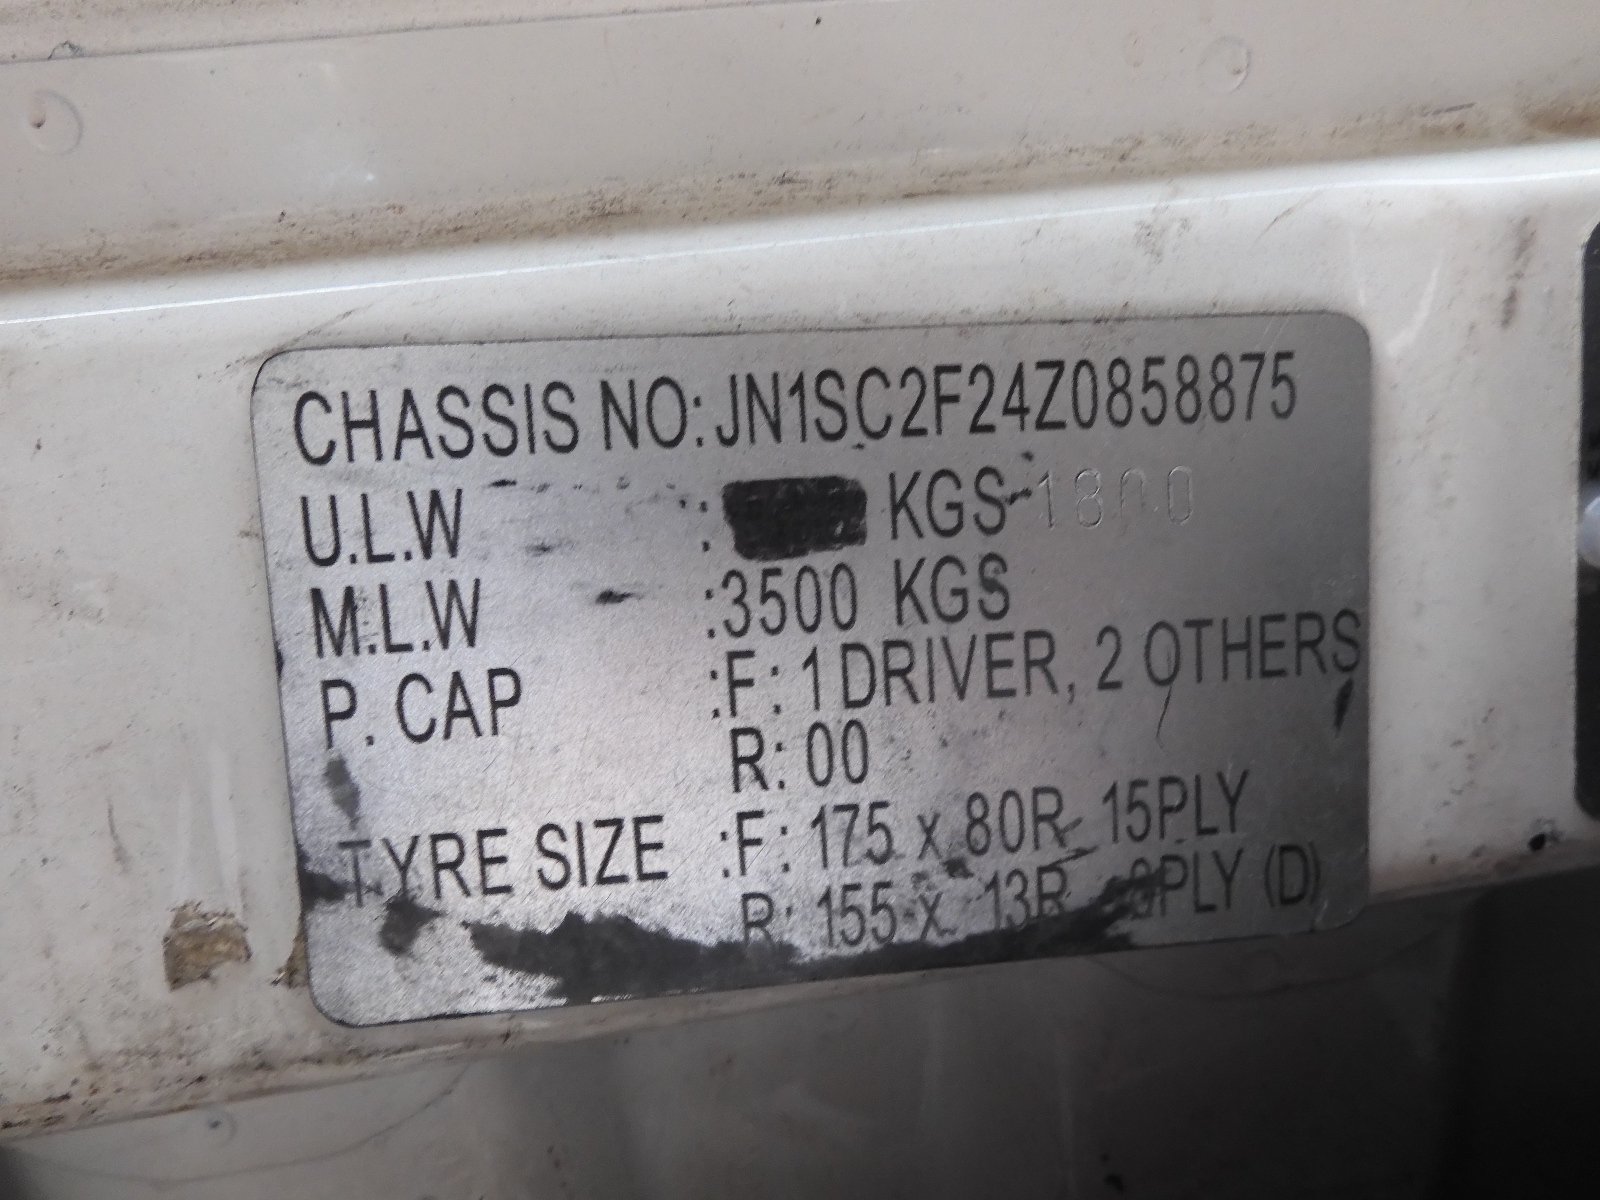 CHASSIS NO: JN1SC2F24Z0858875
U.L.W : KGS 1800
M.L.W :3500 KGS
P. CAP :F: 1 DRIVER, 2 OTHERS
R: 00
TYRE SIZE :F: 175 x 80R 15PLY
R: 155 x 13R PLY (D)